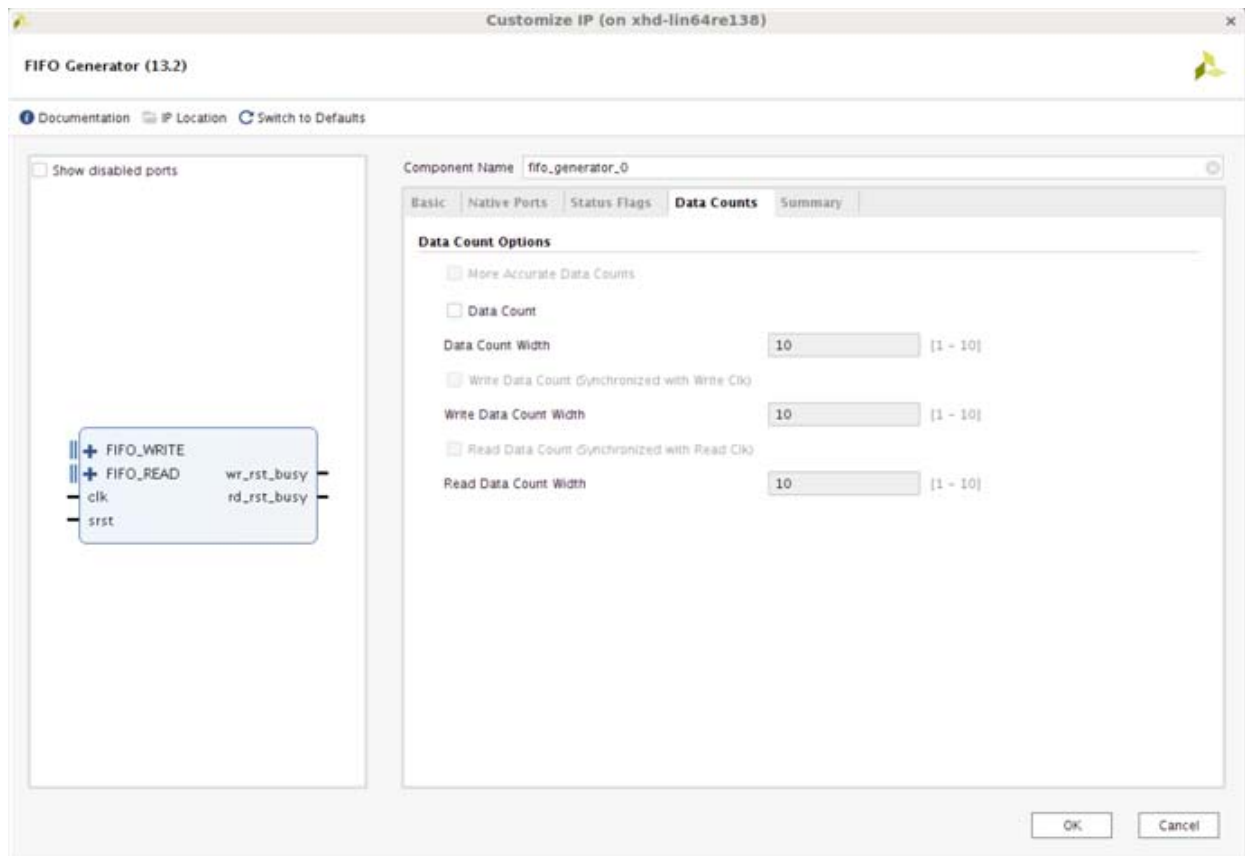 Customize IP (on xhd-lin64re138)
FIFO Generator (13.2)
Documentation IP Location Switch to Defaults
Show disabled ports
FIFO_WRITE
FIFO_READ wr_rst_busy
clk rd_rst_busy
srst
Component Name fifo_generator_0
Basic Native Ports Status Flags Data Counts Summary
Data Count Options
More Accurate Data Counts
Data Count
Data Count Width 10 [1 - 10]
Write Data Count (Synchronized with Write Clk)
Write Data Count Width 10 [1 - 10]
Read Data Count (Synchronized with Read Clk)
Read Data Count Width 10 [1 - 10]
OK Cancel